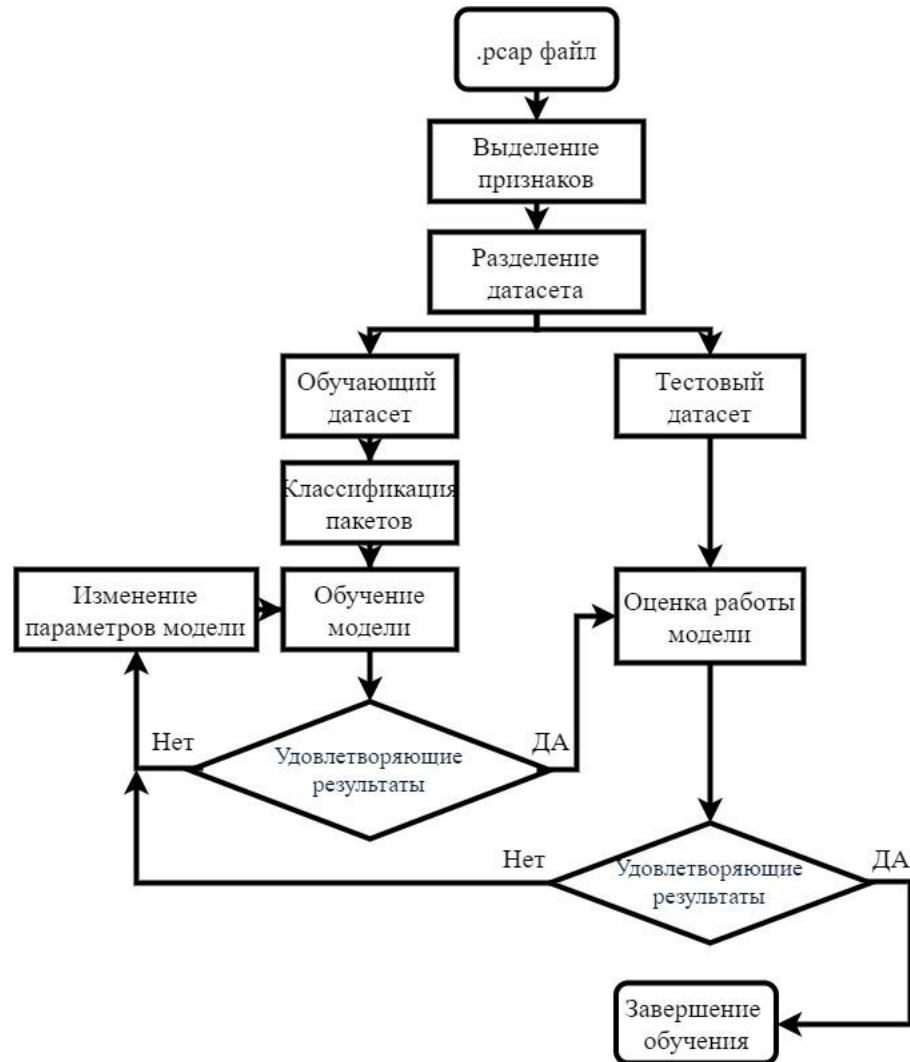 .pcap файл
Выделение
признаков
Разделение
датасета
Обучающий
датасет
Тестовый
датасет
Классификация
пакетов
Изменение
параметров модели
Обучение
модели
Оценка работы
модели
Нет
Удовлетворяющие
результаты
ДА
Нет
Удовлетворяющие
результаты
ДА
Завершение
обучения